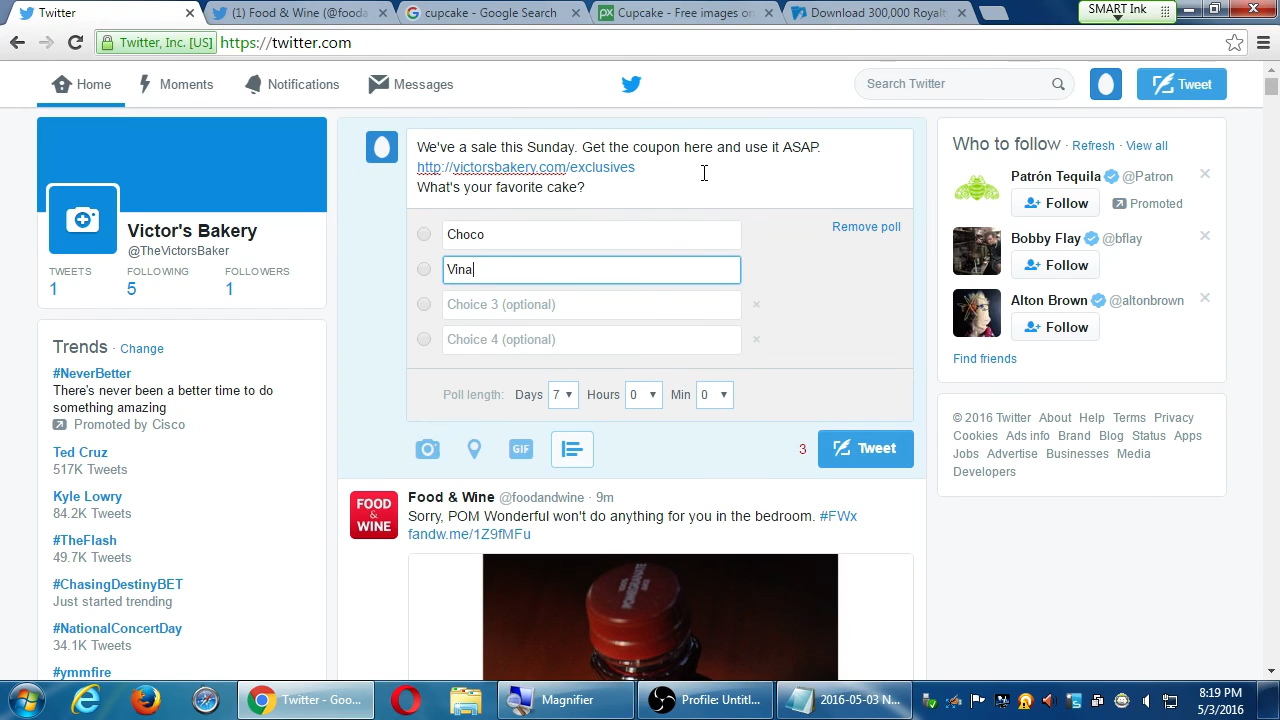 Twitter
(1) Food & Wine (@fooda
cupcake - Google Search
Cupcake - Free images on
Download 300,000 Royalt
SMART Ink
Twitter, Inc. [US] https://twitter.com
Home
Moments
Notifications
Messages
Search Twitter
Tweet
Victor's Bakery
@TheVictorsBaker
TWEETS FOLLOWING FOLLOWERS
1 5 1
Trends · Change
#NeverBetter
There's never been a better time to do
something amazing
Promoted by Cisco
Ted Cruz
517K Tweets
Kyle Lowry
84.2K Tweets
#TheFlash
49.7K Tweets
#ChasingDestinyBET
Just started trending
#NationalConcertDay
34.1K Tweets
#ymmfire
We've a sale this Sunday. Get the coupon here and use it ASAP.
http://victorsbakery.com/exclusives
What's your favorite cake?
Choco
Remove poll
Vina
Choice 3 (optional)
Choice 4 (optional)
Poll length: Days 7 Hours 0 Min 0
GIF
3 Tweet
FOOD & WINE
Food & Wine @foodandwine · 9m
Sorry, POM Wonderful won't do anything for you in the bedroom. #FWx
fandw.me/1Z9fMFu
Who to follow · Refresh · View all
Patrón Tequila @Patron
Follow Promoted
Bobby Flay @bflay
Follow
Alton Brown @altonbrown
Follow
Find friends
© 2016 Twitter About Help Terms Privacy
Cookies Ads info Brand Blog Status Apps
Jobs Advertise Businesses Media
Developers
Twitter - Goo...
Magnifier
Profile: Untitl...
2016-05-03 N...
8:19 PM
5/3/2016